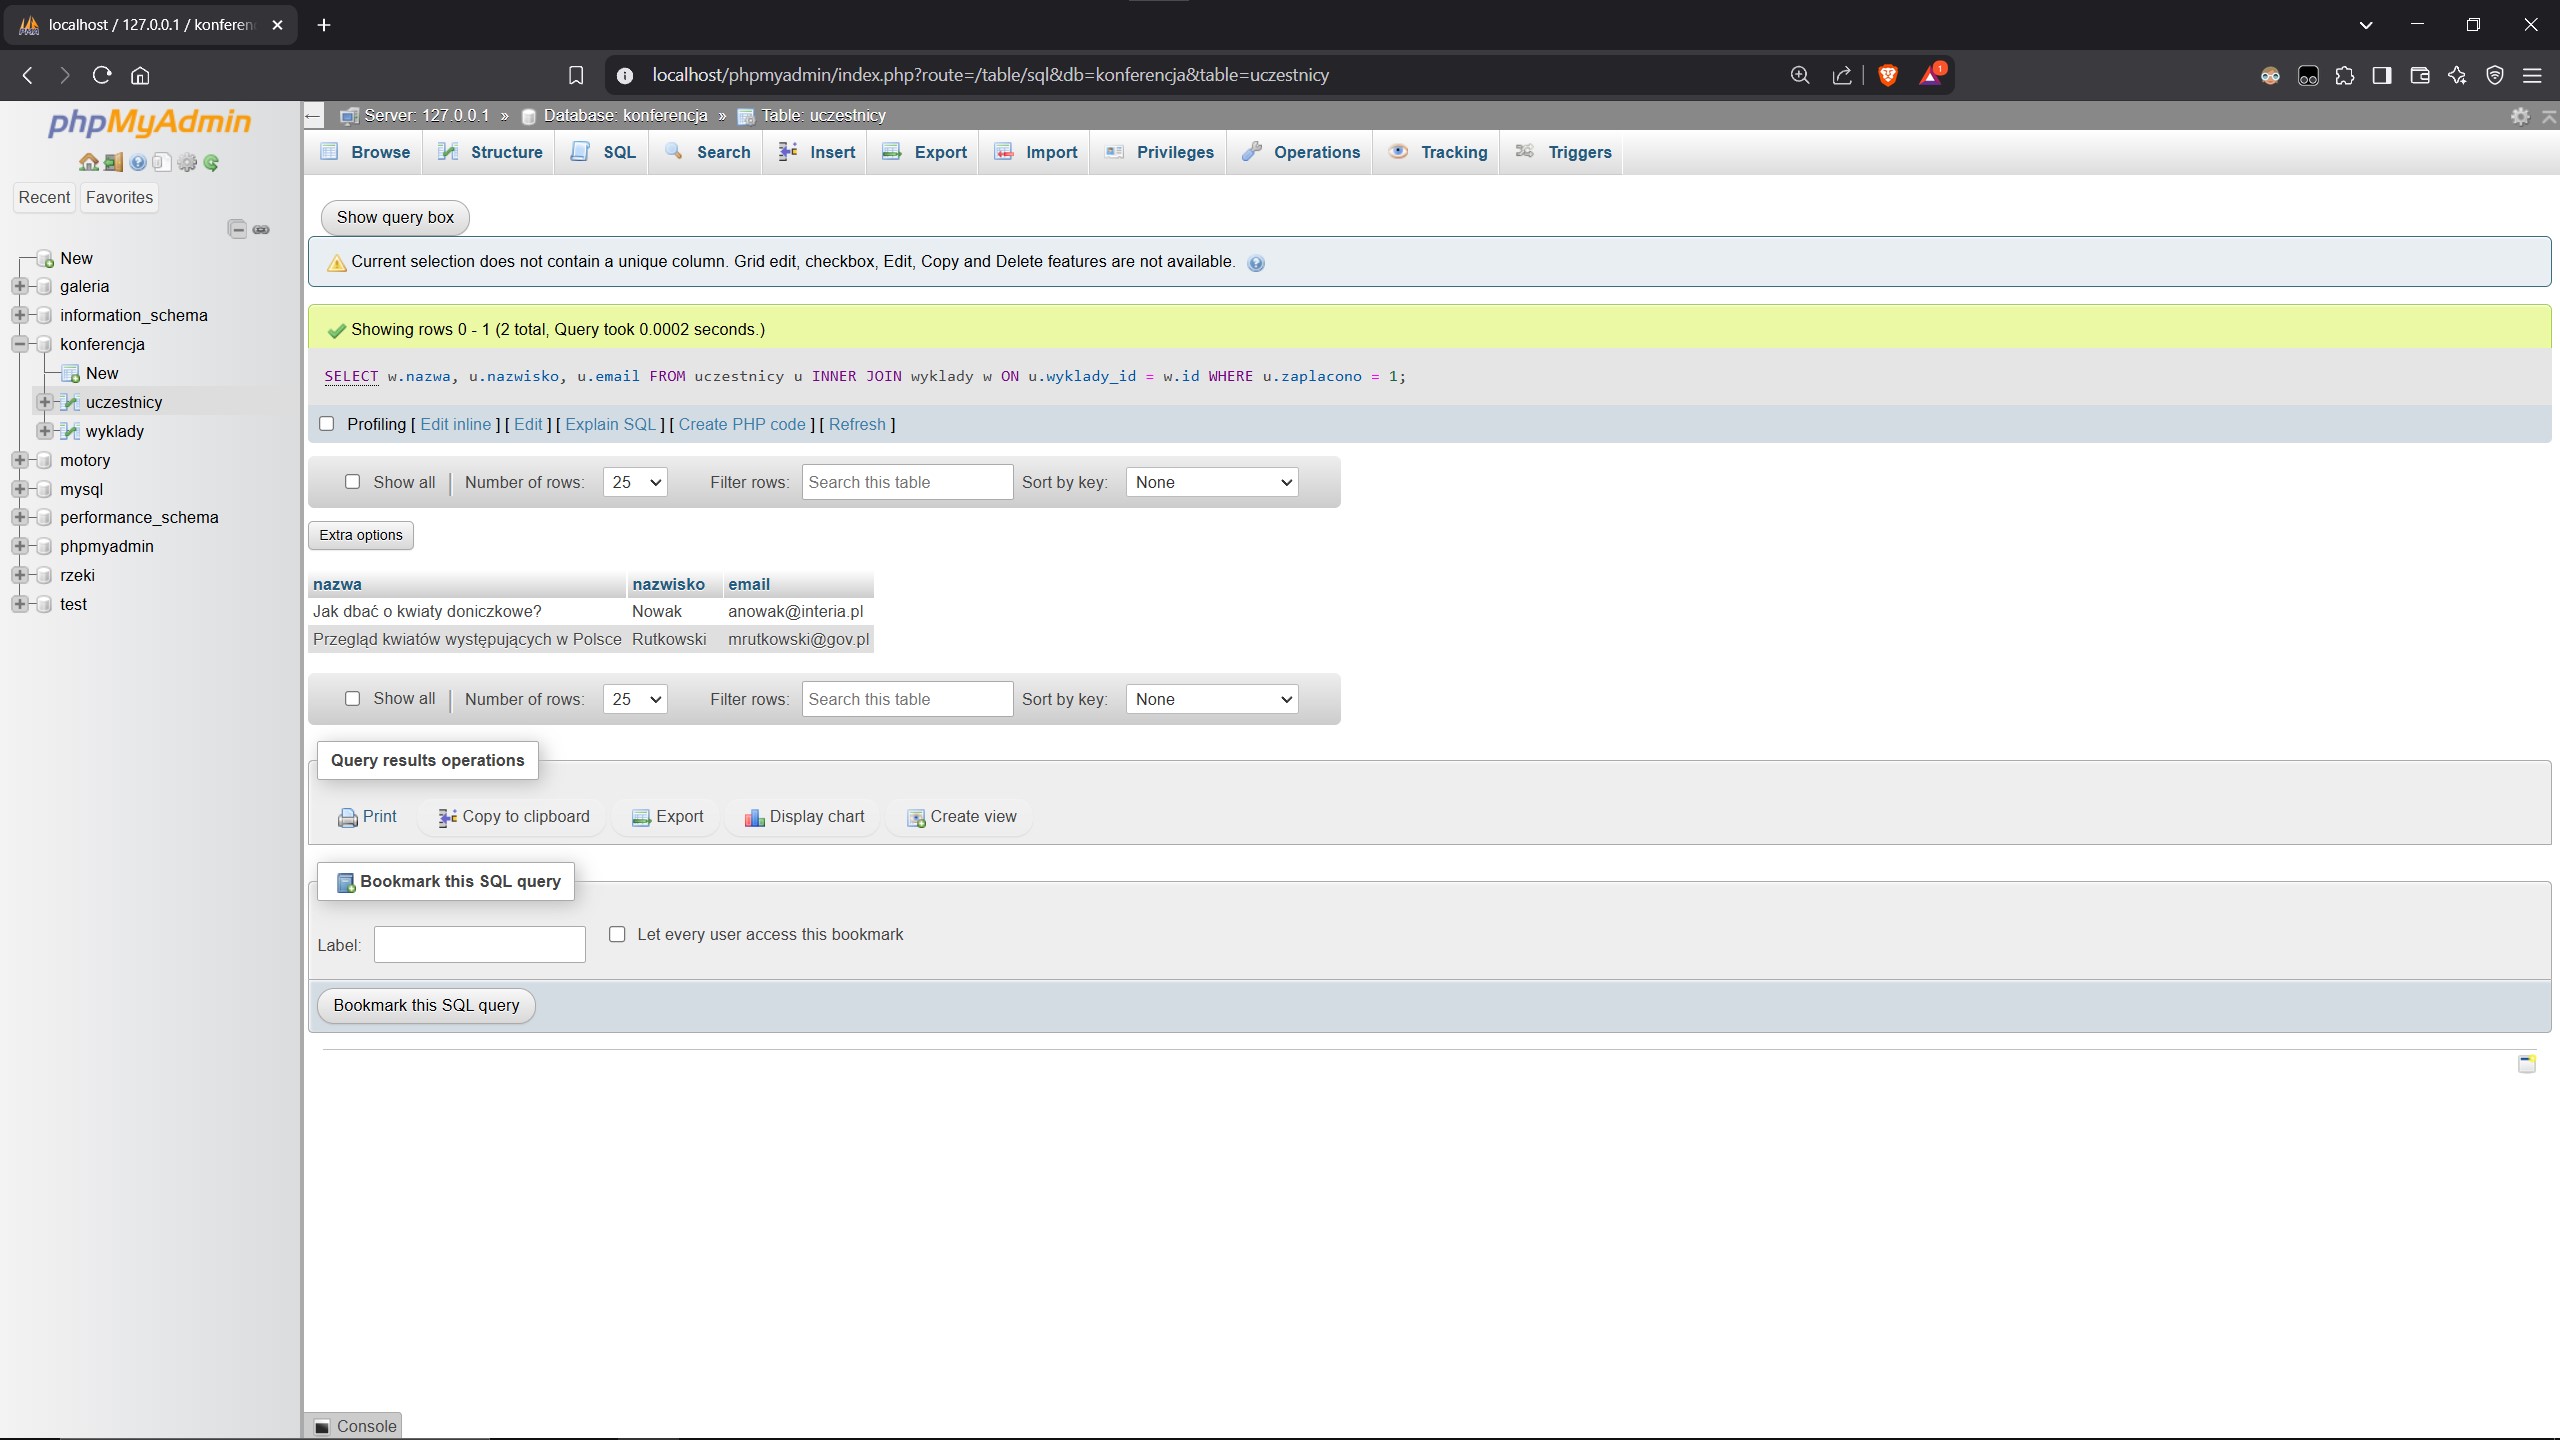 localhost / 127.0.0.1 / konferen
localhost/phpmyadmin/index.php?route=/table/sql&db=konferencja&table=uczestnicy
1
phpMyAdmin
Recent Favorites
New
galeria
information_schema
konferencja
New
uczestnicy
wyklady
motory
mysql
performance_schema
phpmyadmin
rzeki
test
Server: 127.0.0.1 » Database: konferencja » Table: uczestnicy
Browse Structure SQL Search Insert Export Import Privileges Operations Tracking Triggers
Show query box
Current selection does not contain a unique column. Grid edit, checkbox, Edit, Copy and Delete features are not available.
Showing rows 0 - 1 (2 total, Query took 0.0002 seconds.)
SELECT w.nazwa, u.nazwisko, u.email FROM uczestnicy u INNER JOIN wyklady w ON u.wyklady_id = w.id WHERE u.zaplacono = 1;
Profiling [ Edit inline ] [ Edit ] [ Explain SQL ] [ Create PHP code ] [ Refresh ]
Show all | Number of rows: 25 Filter rows: Search this table Sort by key: None
Extra options
nazwa nazwisko email
Jak dbać o kwiaty doniczkowe? Nowak anowak@interia.pl
Przegląd kwiatów występujących w Polsce Rutkowski mrutkowski@gov.pl
Show all | Number of rows: 25 Filter rows: Search this table Sort by key: None
Query results operations
Print Copy to clipboard Export Display chart Create view
Bookmark this SQL query
Label: Let every user access this bookmark
Bookmark this SQL query
Console